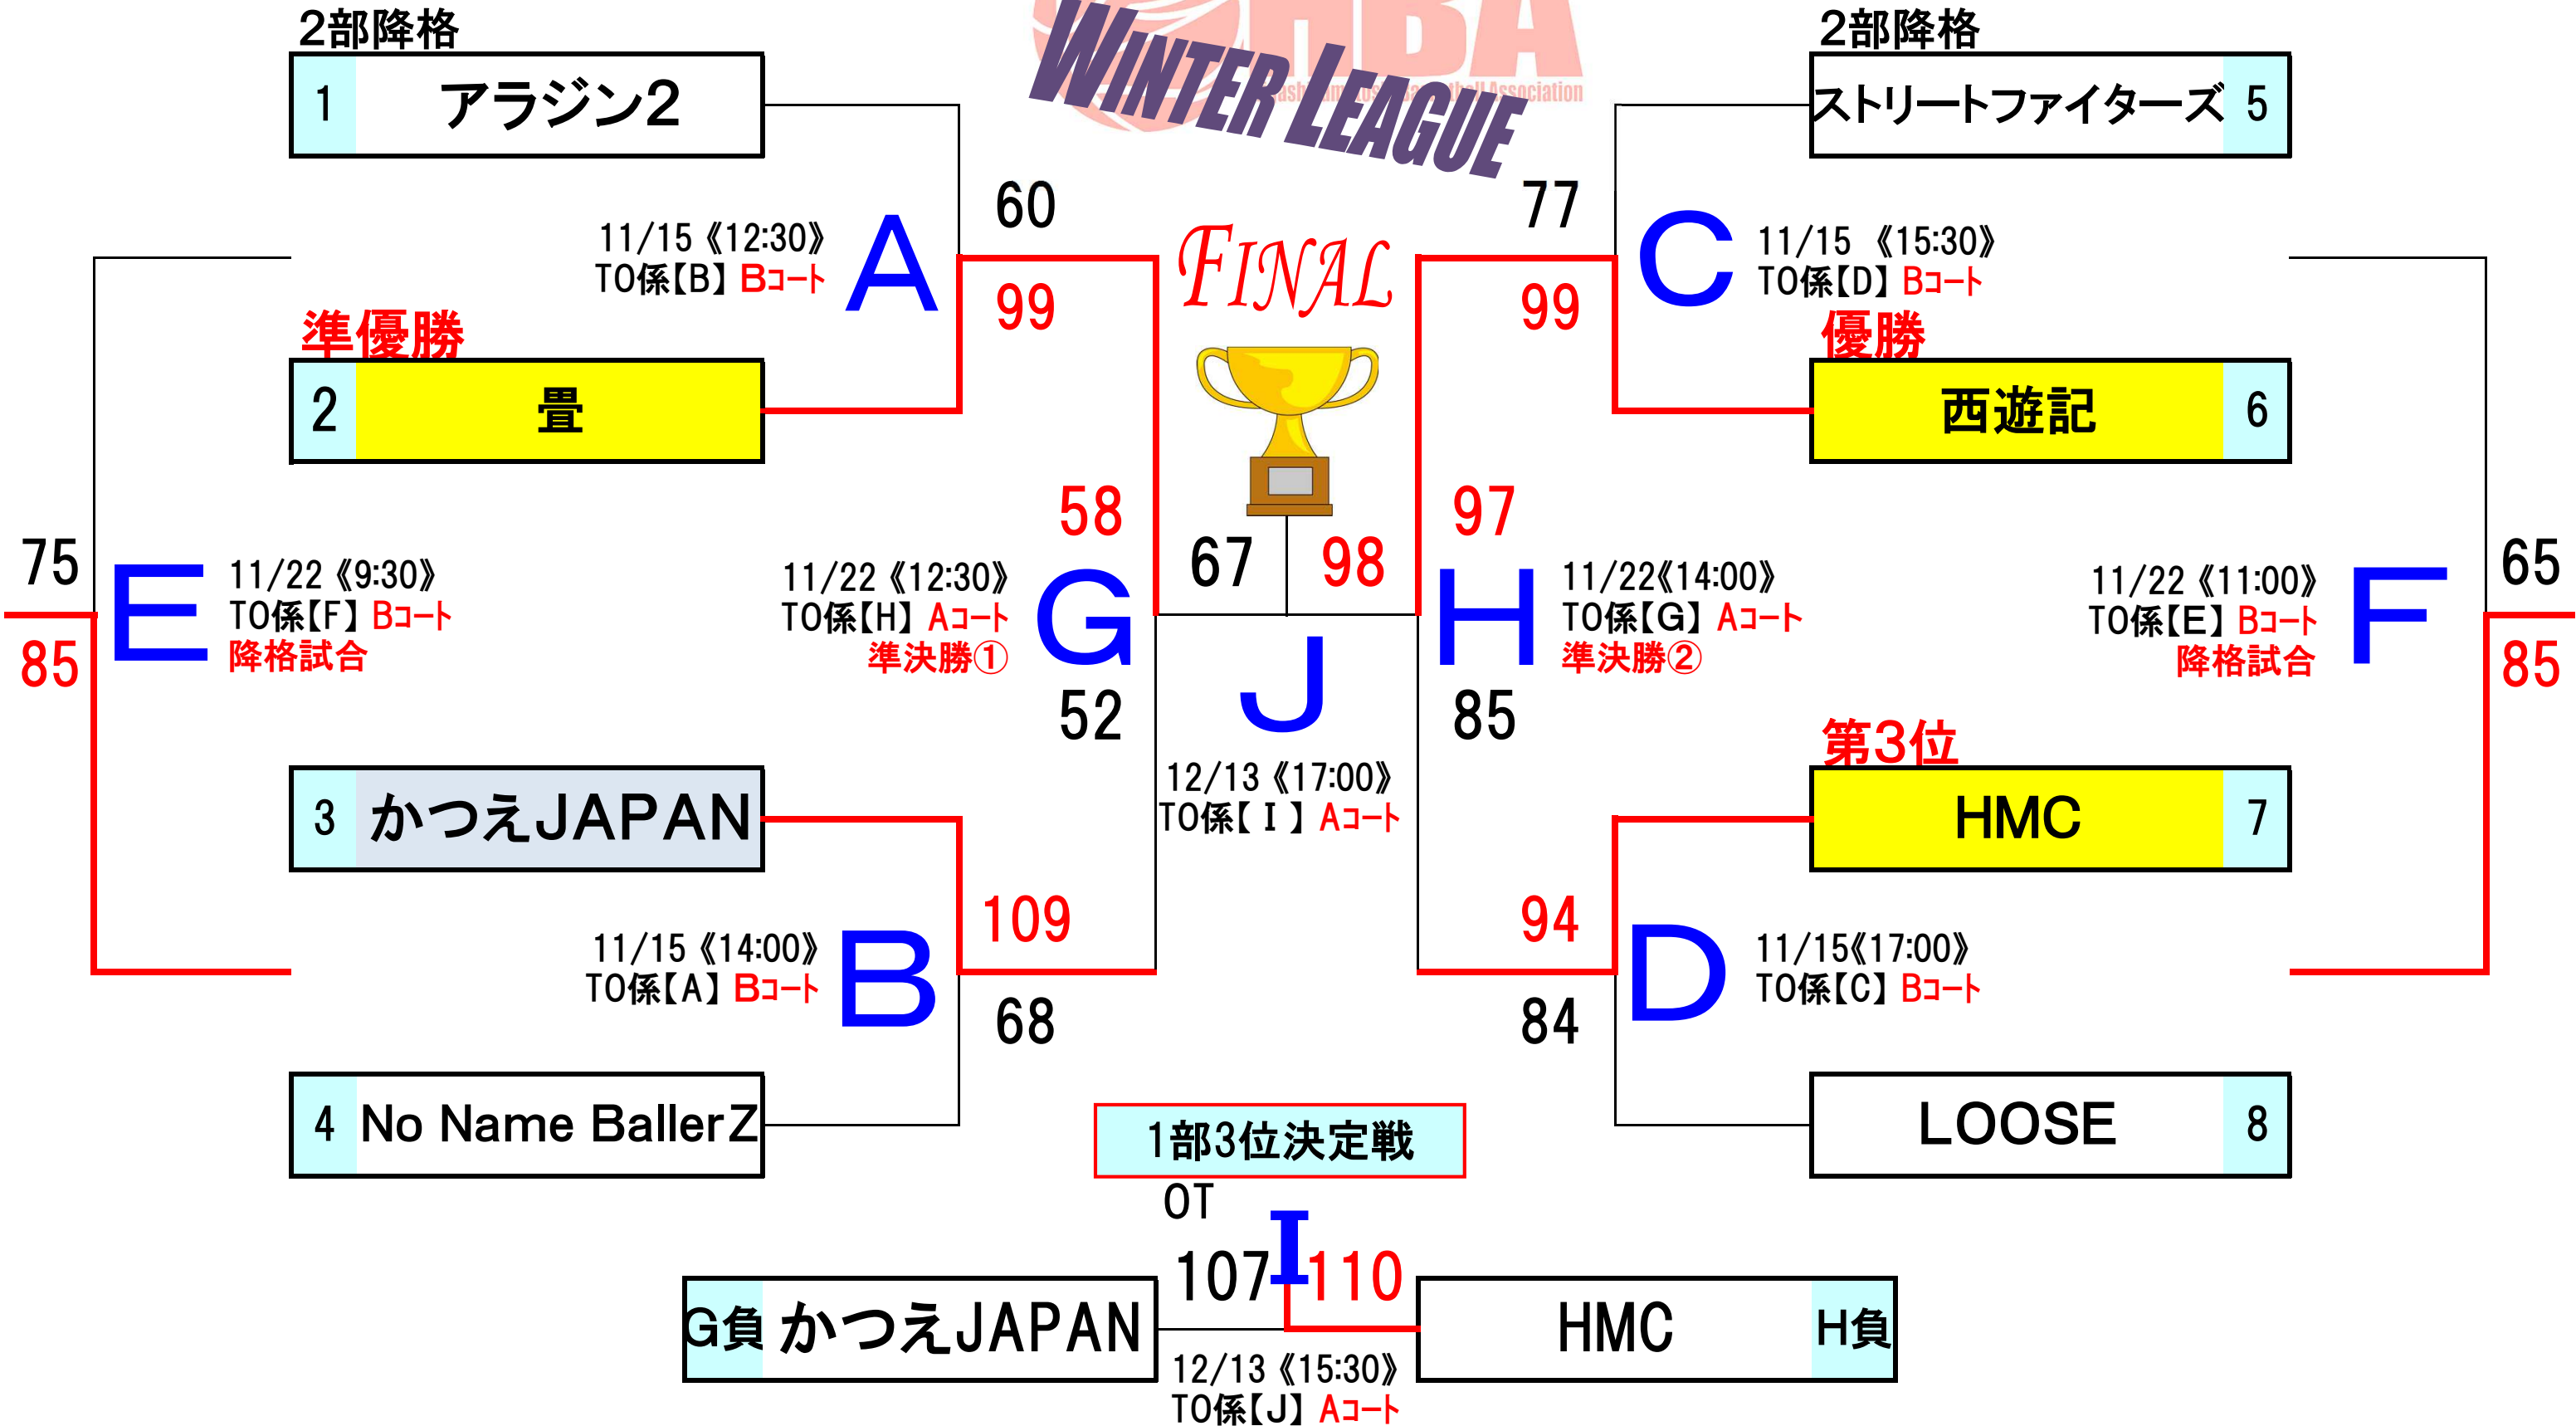 HBA
WINTER LEAGUE
2部降格
1 アラジン2
11/15 《12:30》
TO係【B】 Bコート
A
60
99
準優勝
2 畳
75
85
E
11/22 《9:30》
TO係【F】 Bコート
降格試合
58
11/22 《12:30》
TO係【H】 Aコート
準決勝①
G
52
3 かつえJAPAN
11/15 《14:00》
TO係【A】 Bコート
B
109
68
4 No Name BallerZ
FINAL
67
98
J
12/13 《17:00》
TO係【I】 Aコート
2部降格
ストリートファイターズ 5
77
99
C
11/15 《15:30》
TO係【D】 Bコート
優勝
西遊記 6
97
H
11/22《14:00》
TO係【G】 Aコート
準決勝②
85
11/22 《11:00》
TO係【E】 Bコート
降格試合
F
65
85
第3位
HMC 7
94
84
D
11/15《17:00》
TO係【C】 Bコート
LOOSE 8
1部3位決定戦
OT
107
I
110
G負 かつえJAPAN
HMC H負
12/13 《15:30》
TO係【J】 Aコート